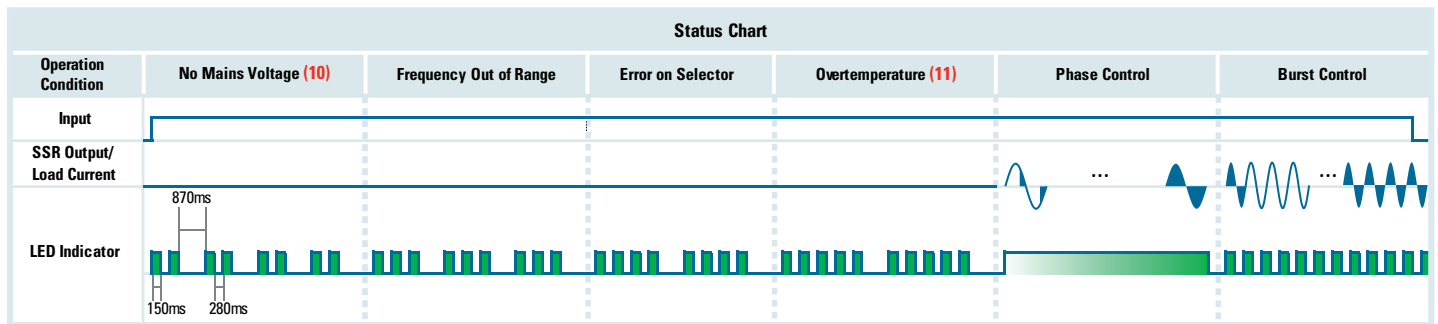 Status Chart
Operation Condition
No Mains Voltage (10)
Frequency Out of Range
Error on Selector
Overtemperature (11)
Phase Control
Burst Control
Input
SSR Output/
Load Current
...
...
870ms
LED Indicator
150ms
280ms